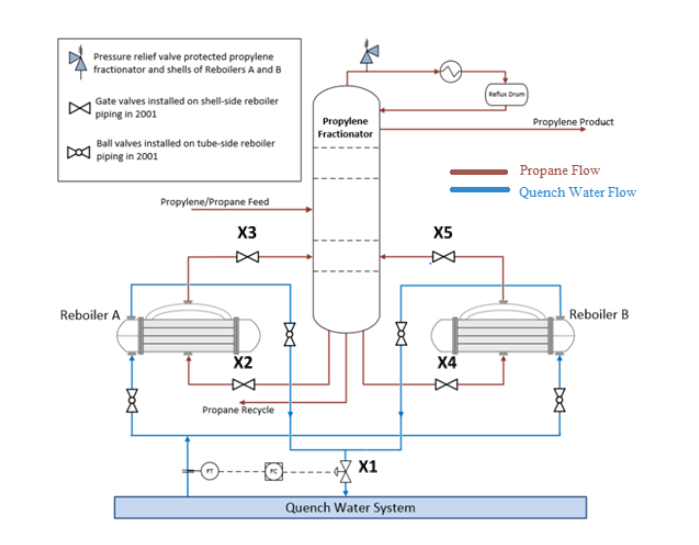 Pressure relief valve protected propylene
fractionator and shells of Reboilers A and B
Gate valves installed on shell-side reboiler
piping in 2001
Ball valves installed on tube-side reboiler
piping in 2001
Reflux Drum
Propylene
Fractionator
Propylene Product
Propane Flow
Quench Water Flow
Propylene/Propane Feed
X3
X5
Reboiler A
Reboiler B
X2
X4
Propane Recycle
FT
FC
X1
Quench Water System